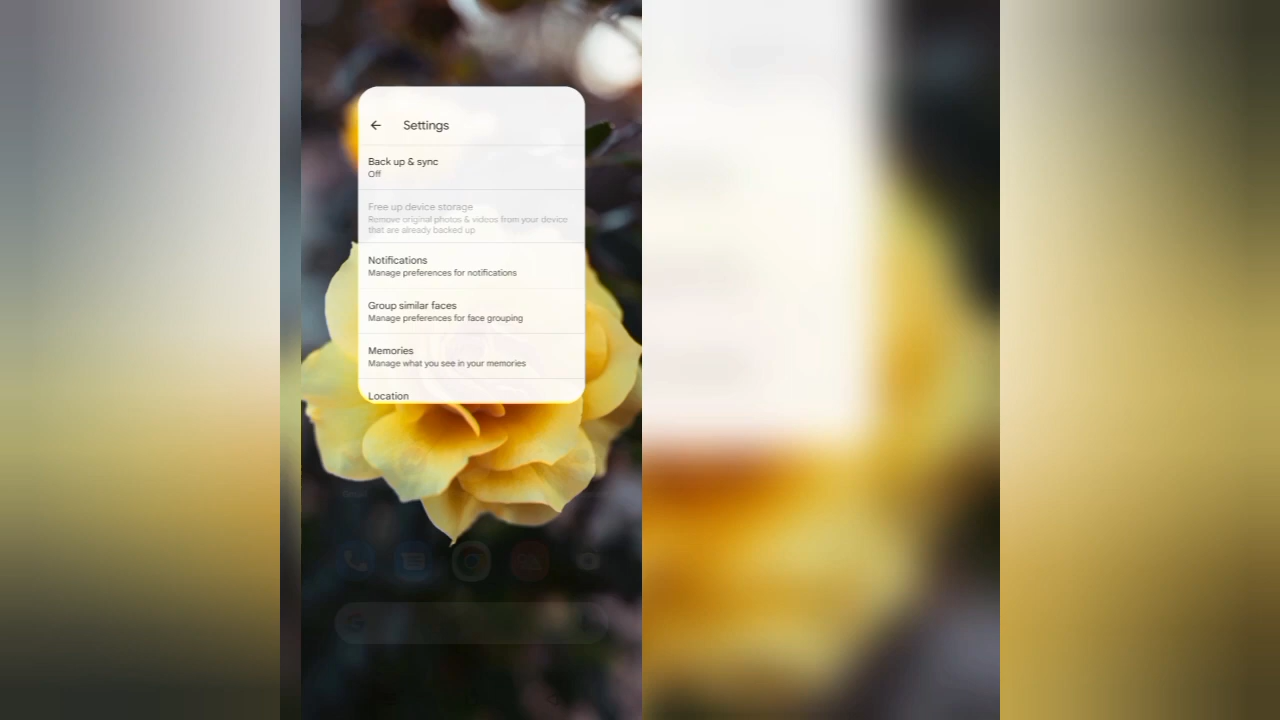 Settings
Back up & sync
Off
Free up device storage
Remove original photos & videos from your device
that are already backed up
Notifications
Manage preferences for notifications
Group similar faces
Manage preferences for face grouping
Memories
Manage what you see in your memories
Location